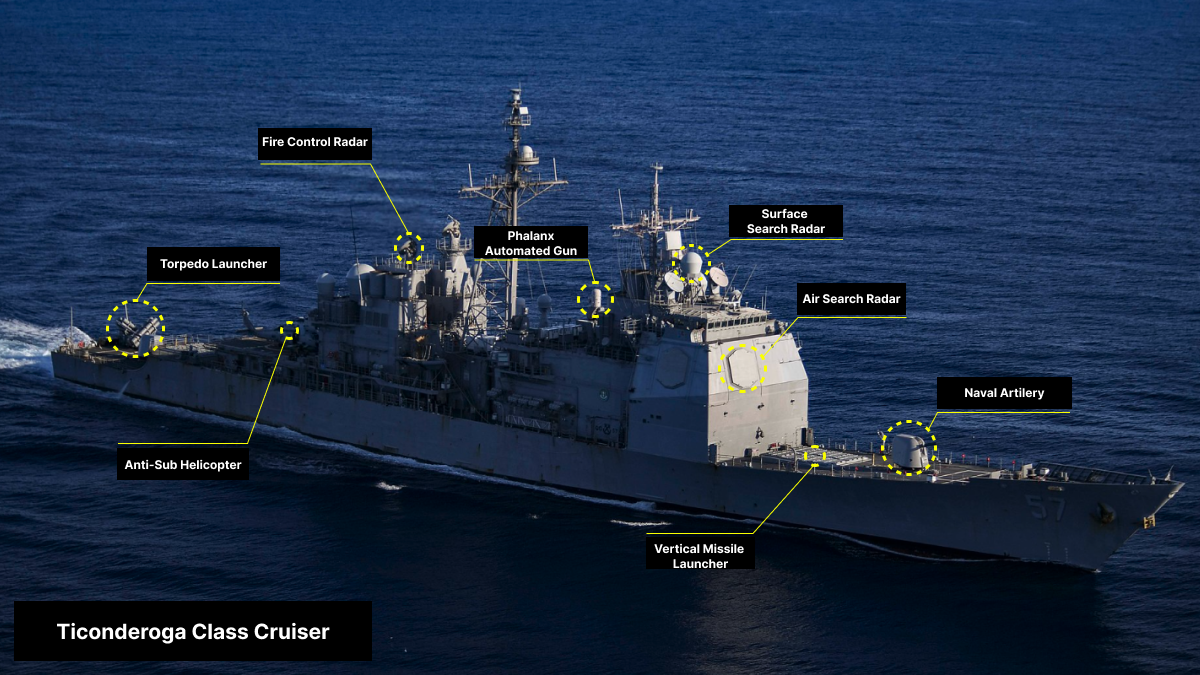 Fire Control Radar
Surface
Search Radar
Phalanx
Automated Gun
Torpedo Launcher
Air Search Radar
Naval Artilery
Anti-Sub Helicopter
Vertical Missile
Launcher
57
Ticonderoga Class Cruiser